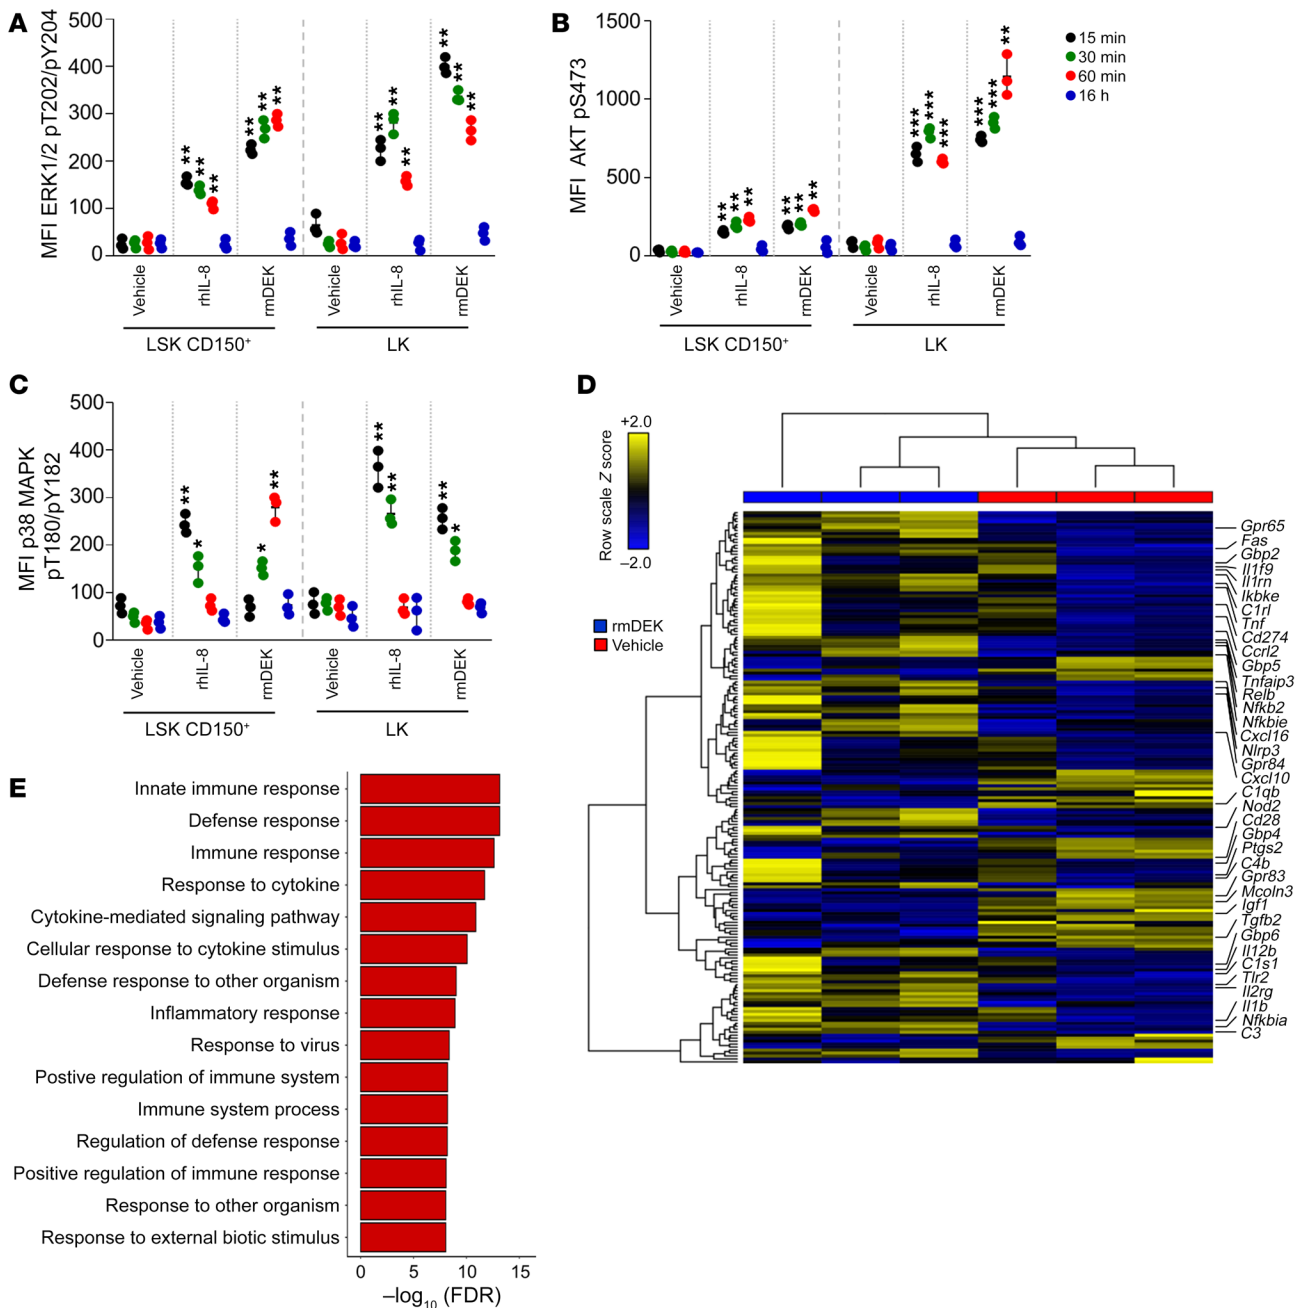 A
MFI ERK1/2 pT202/pY204
500
400
300
200
100
0
**
**
**
**
**
**
**
**
**
**
**
**
Vehicle
rhIL-8
rmDEK
Vehicle
rhIL-8
rmDEK
LSK CD150+
LK
B
MFI AKT pS473
1500
1000
500
0
**
**
**
**
**
**
***
***
***
***
***
**
Vehicle
rhIL-8
rmDEK
Vehicle
rhIL-8
rmDEK
LSK CD150+
LK
15 min
30 min
60 min
16 h
C
MFI p38 MAPK
pT180/pY182
500
400
300
200
100
0
**
*
*
**
**
**
**
*
Vehicle
rhIL-8
rmDEK
Vehicle
rhIL-8
rmDEK
LSK CD150+
LK
D
Row scale Z score
+2.0
–2.0
rmDEK
Vehicle
Gpr65
Fas
Gbp2
Il1f9
Il1rn
Ikbke
C1rl
Tnf
Cd274
Ccrl2
Gbp5
Tnfaip3
Relb
Nfkb2
Nfkbie
Cxcl16
Nlrp3
Gpr84
Cxcl10
C1qb
Nod2
Cd28
Gbp4
Ptgs2
C4b
Gpr83
Mcoln3
Igf1
Tgfb2
Gbp6
Il12b
C1s1
Tlr2
Il2rg
Il1b
Nfkbia
C3
E
Innate immune response
Defense response
Immune response
Response to cytokine
Cytokine-mediated signaling pathway
Cellular response to cytokine stimulus
Defense response to other organism
Inflammatory response
Response to virus
Postive regulation of immune system
Immune system process
Regulation of defense response
Positive regulation of immune response
Response to other organism
Response to external biotic stimulus
0
5
10
15
–log10 (FDR)